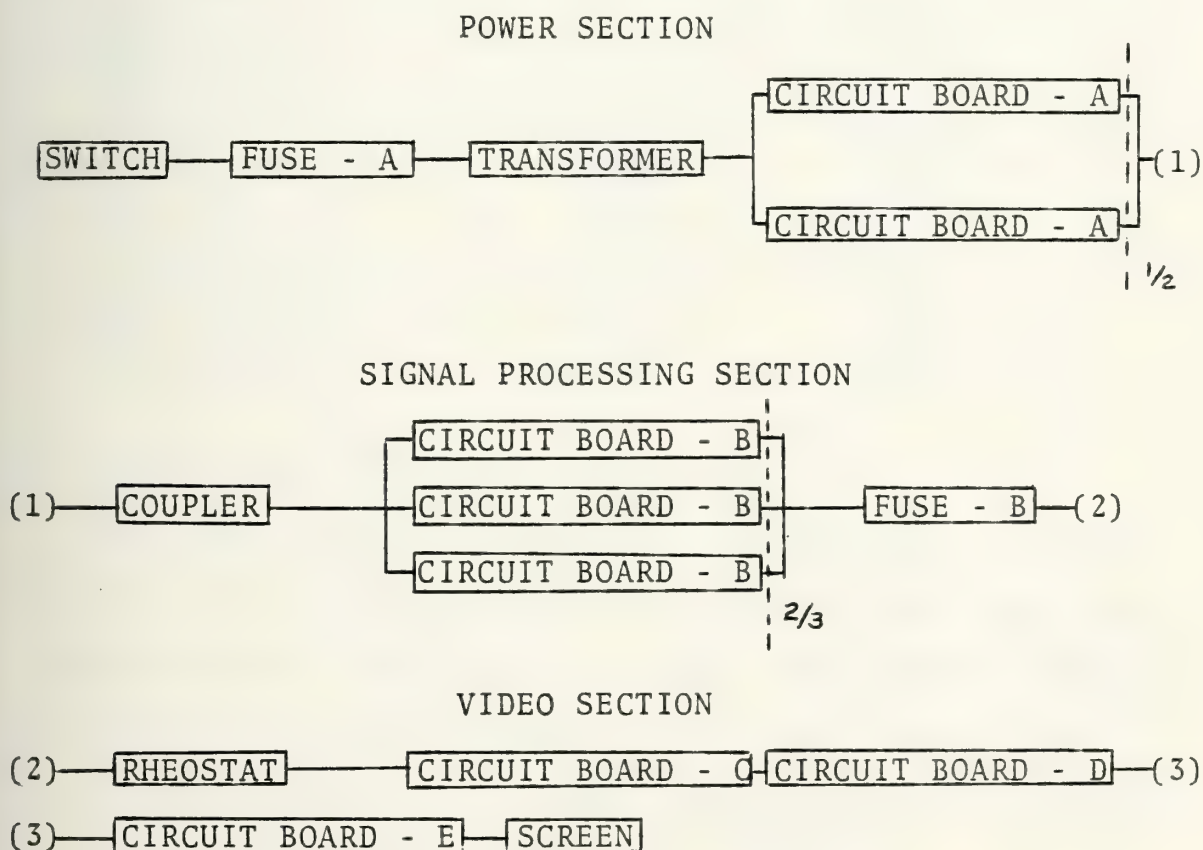 POWER SECTION
CIRCUIT BOARD - A
SWITCH FUSE - A TRANSFORMER (1)
CIRCUIT BOARD - A
1/2
SIGNAL PROCESSING SECTION
CIRCUIT BOARD - B
(1) COUPLER CIRCUIT BOARD - B FUSE - B (2)
CIRCUIT BOARD - B
2/3
VIDEO SECTION
(2) RHEOSTAT CIRCUIT BOARD - C CIRCUIT BOARD - D (3)
(3) CIRCUIT BOARD - E SCREEN